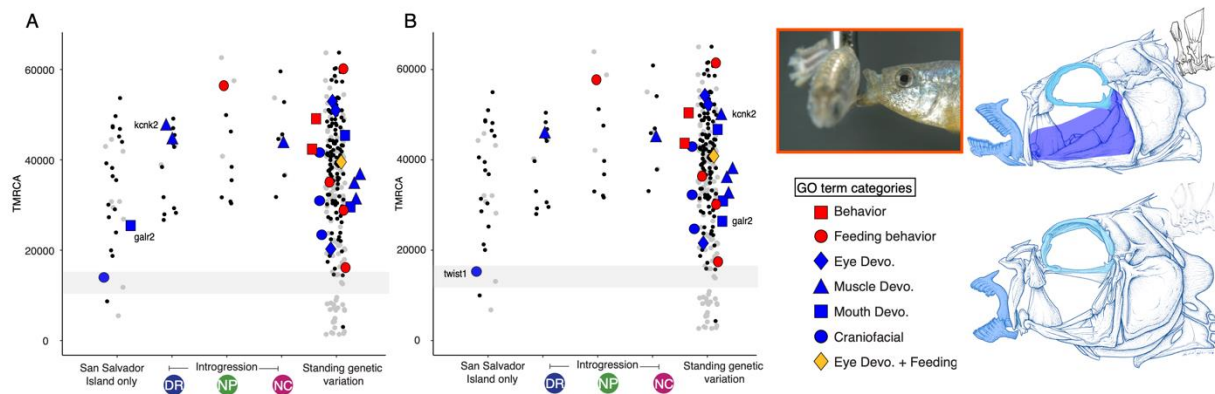 A
TMRCA
60000
40000
20000
0
kcnk2
galr2
San Salvador
Island only
Introgression
DR
NP
NC
Standing genetic
variation
B
TMRCA
60000
40000
20000
0
kcnk2
galr2
twist1
San Salvador
Island only
Introgression
DR
NP
NC
Standing genetic
variation
GO term categories
Behavior
Feeding behavior
Eye Devo.
Muscle Devo.
Mouth Devo.
Craniofacial
Eye Devo. + Feeding